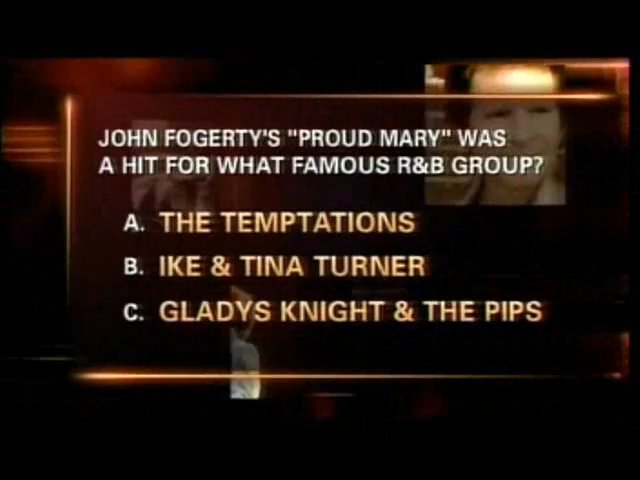 JOHN FOGERTY'S "PROUD MARY" WAS
A HIT FOR WHAT FAMOUS R&B GROUP?
A. THE TEMPTATIONS
B. IKE & TINA TURNER
C. GLADYS KNIGHT & THE PIPS